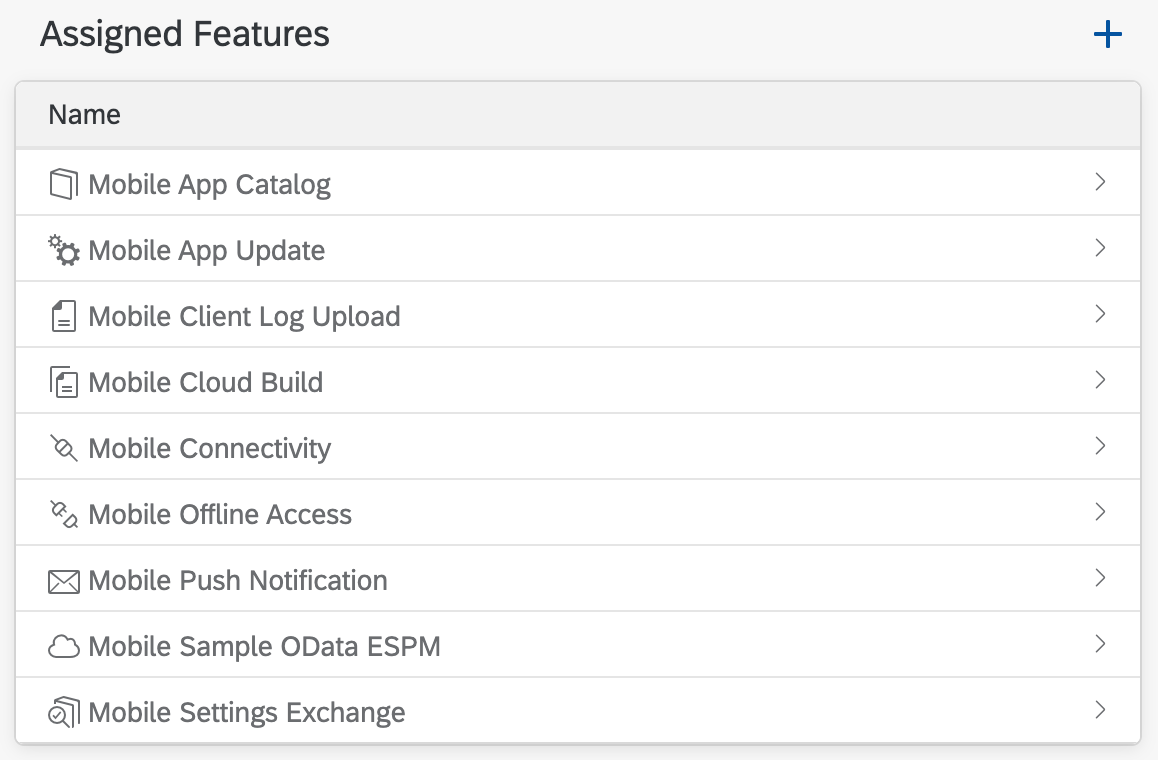 Assigned Features
Name
Mobile App Catalog
Mobile App Update
Mobile Client Log Upload
Mobile Cloud Build
Mobile Connectivity
Mobile Offline Access
Mobile Push Notification
Mobile Sample OData ESPM
Mobile Settings Exchange